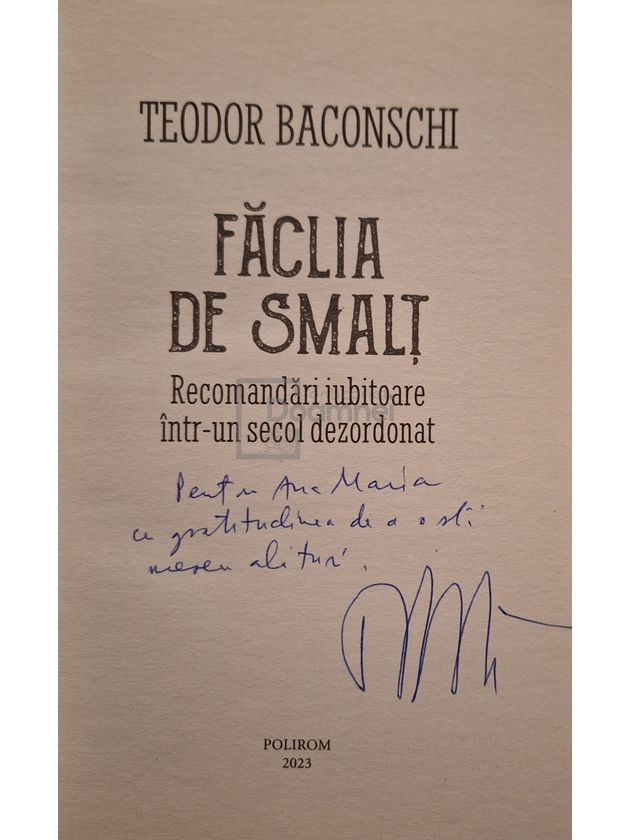 TEODOR BACONSCHI
FĂCLIA
DE SMALȚ
Recomandări iubitoare
într-un secol dezordonat
Pentru Ana Maria
cu gratitudinea de a o ști
mereu alături.
POLIROM
2023